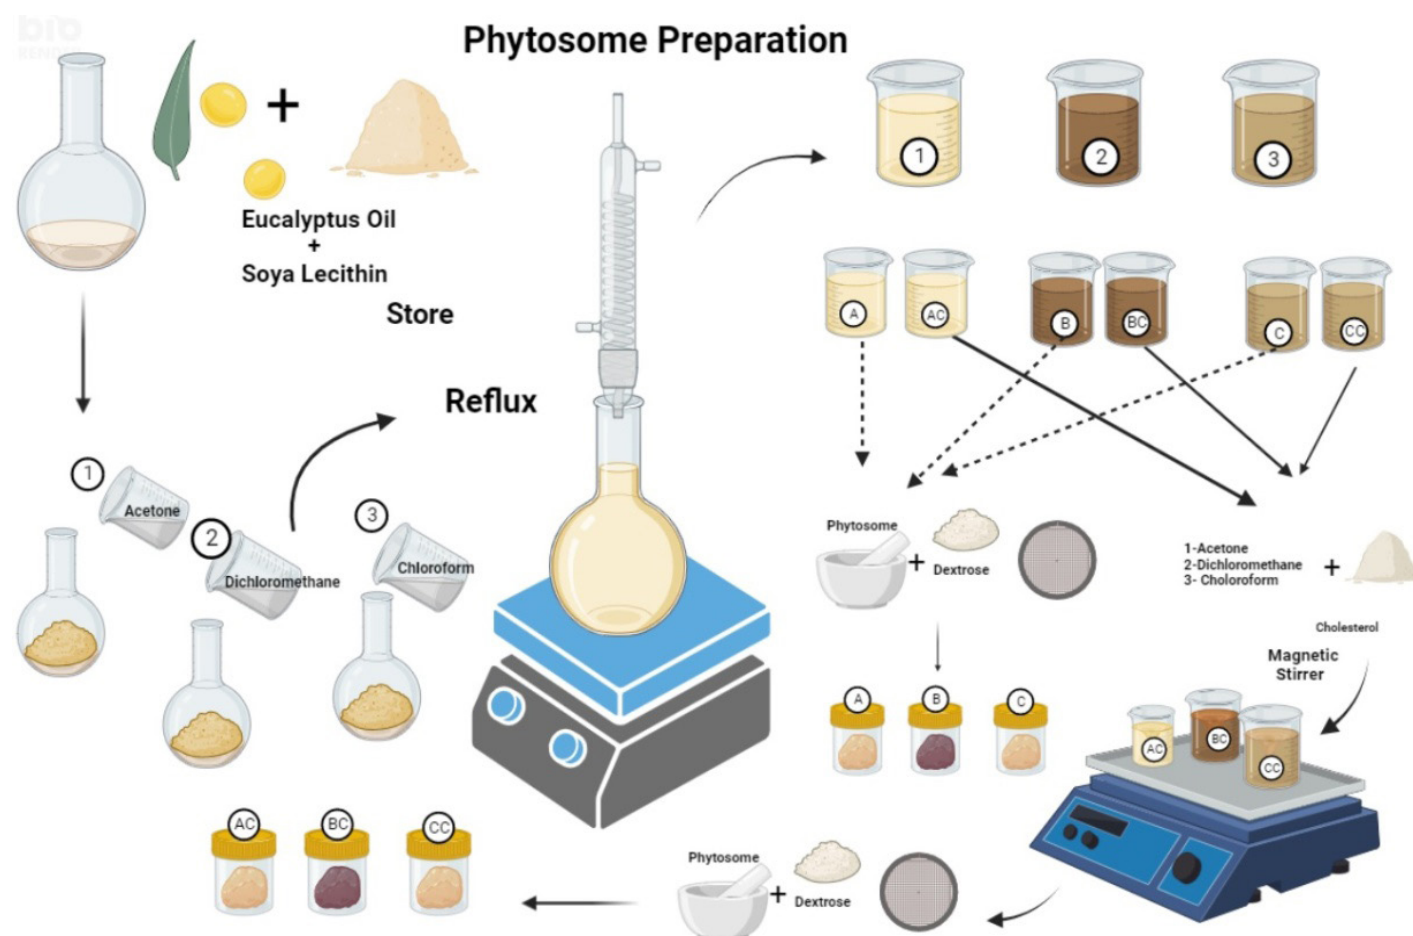 bio
Phytosome Preparation
+
Eucalyptus Oil
+
Soya Lecithin
Store
Reflux
1
Acetone
2
Dichloromethane
3
Chloroform
1
2
3
A
AC
B
BC
C
CC
Phytosome
+
Dextrose
1-Acetone
2-Dichloromethane
3- Choloroform
+
Cholesterol
Magnetic
Stirrer
A
B
C
AC
BC
CC
AC
BC
CC
Phytosome
+
Dextrose